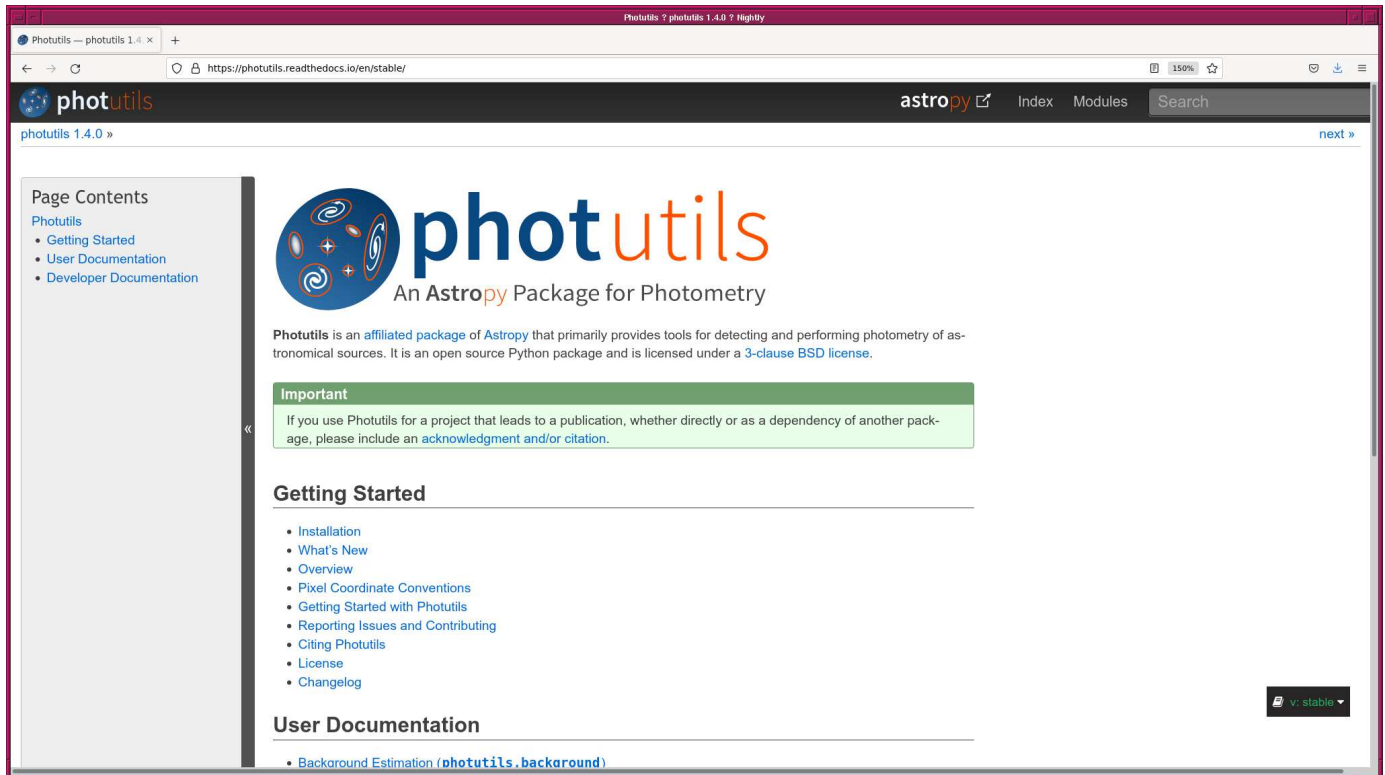 Photutils ? photutils 1.4.0 ? Nightly
Photutils — photutils 1.4
https://photutils.readthedocs.io/en/stable/
150%
photutils
astropy Index Modules Search
photutils 1.4.0 »
next »
Page Contents
Photutils
• Getting Started
• User Documentation
• Developer Documentation
«
photutils
An Astropy Package for Photometry
Photutils is an affiliated package of Astropy that primarily provides tools for detecting and performing photometry of as-
tronomical sources. It is an open source Python package and is licensed under a 3-clause BSD license.
Important
If you use Photutils for a project that leads to a publication, whether directly or as a dependency of another pack-
age, please include an acknowledgment and/or citation.
Getting Started
• Installation
• What's New
• Overview
• Pixel Coordinate Conventions
• Getting Started with Photutils
• Reporting Issues and Contributing
• Citing Photutils
• License
• Changelog
v: stable
User Documentation
• Background Estimation (photutils.background)